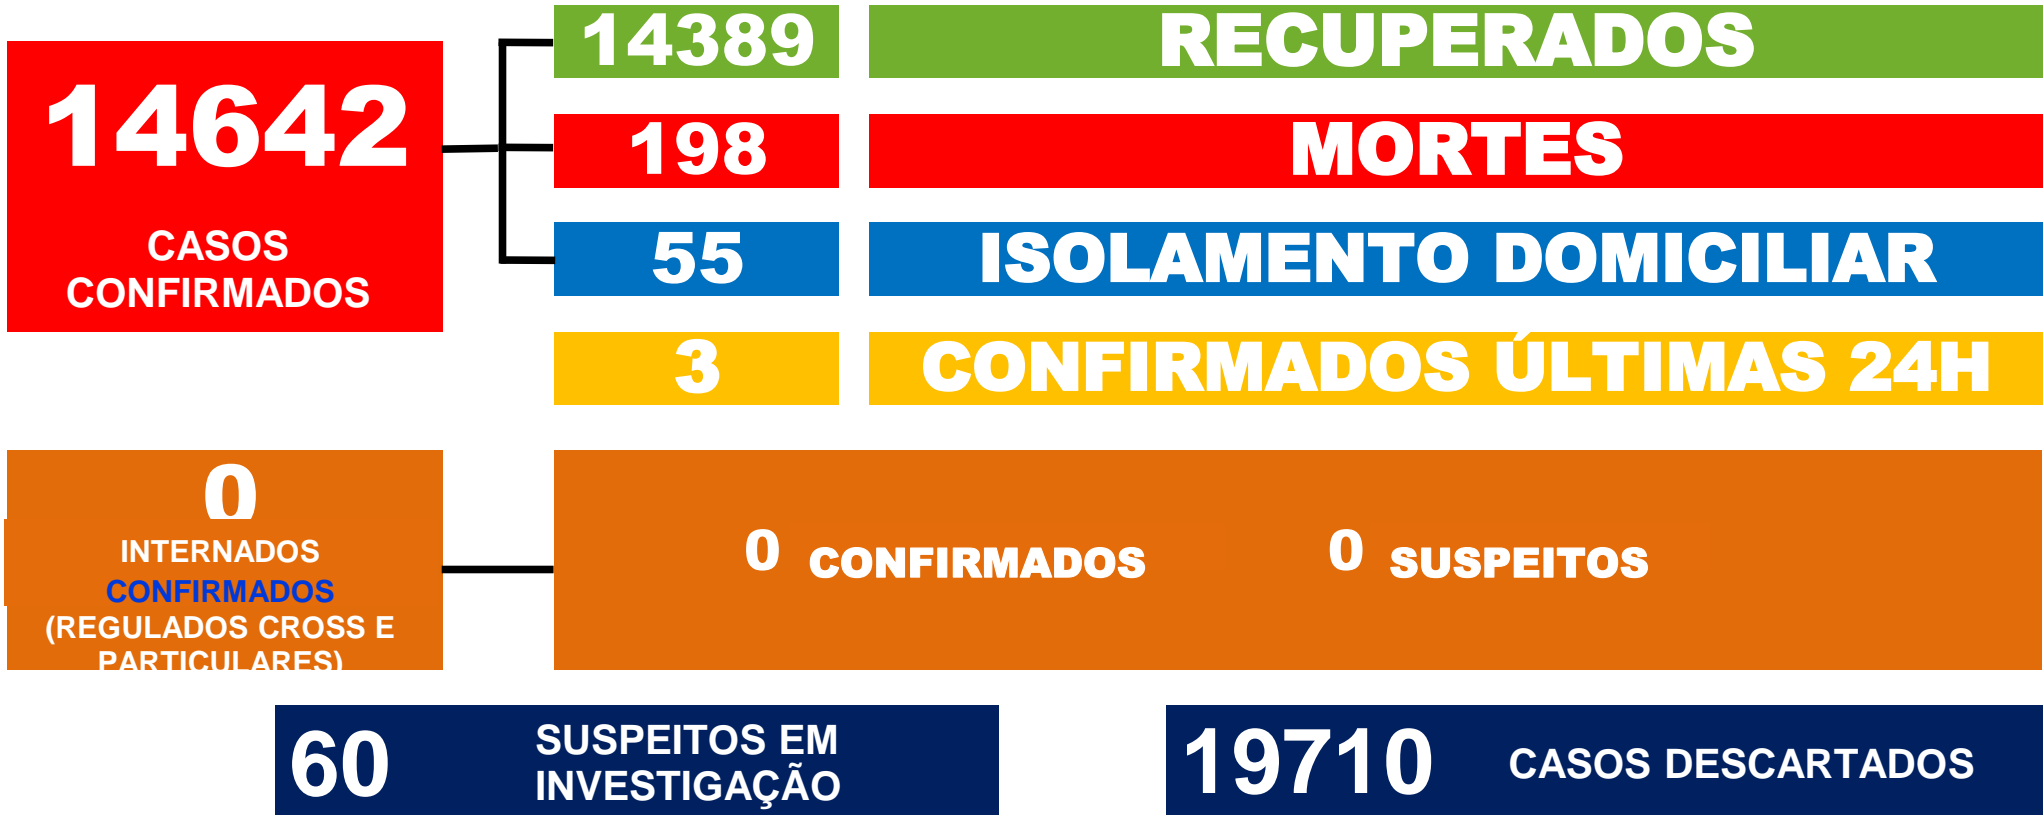 14642
CASOS
CONFIRMADOS
14389 RECUPERADOS
198 MORTES
55 ISOLAMENTO DOMICILIAR
3 CONFIRMADOS ÚLTIMAS 24H
0
INTERNADOS
CONFIRMADOS
(REGULADOS CROSS E
PARTICULARES)
0 CONFIRMADOS 0 SUSPEITOS
60 SUSPEITOS EM
INVESTIGAÇÃO
19710 CASOS DESCARTADOS